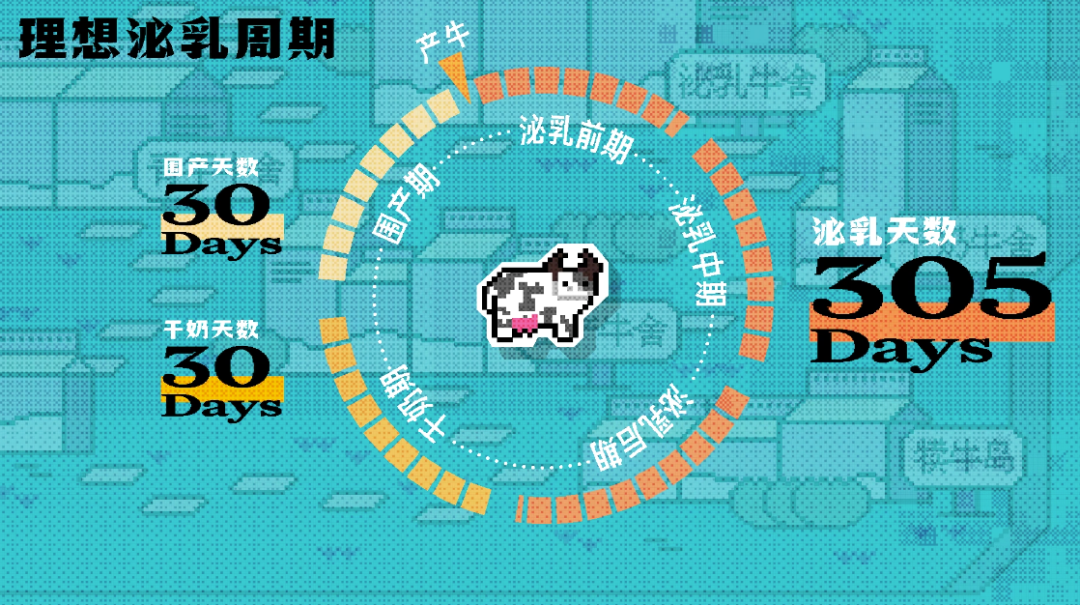 理想泌乳周期
产牛
泌乳牛舍
泌乳前期
围产期
围产天数
30
Days
泌乳中期
泌乳天数
305
Days
干奶天数
30
Days
干奶期
泌乳后期
犊牛岛